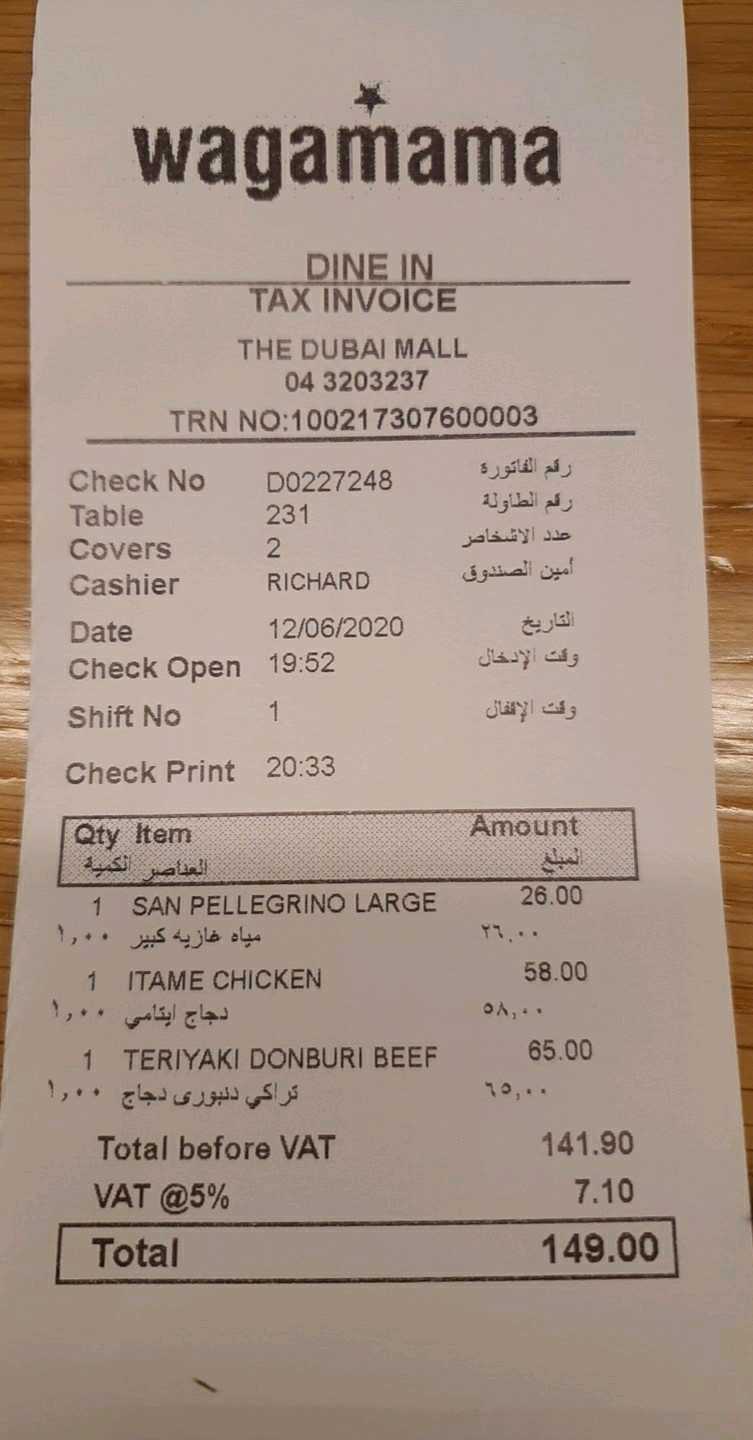 wagamama
DINE IN
TAX INVOICE
THE DUBAI MALL
04 3203237
TRN NO:100217307600003
Check No D0227248 رقم الفاتورة
Table 231 رقم الطاولة
Covers 2 عدد الاشخاص
Cashier RICHARD أمين الصندوق
Date 12/06/2020 التاريخ
Check Open 19:52 وقت الإدخال
Shift No 1 وقت الإقفال
Check Print 20:33
Qty Item Amount
الكمية العناصر المبلغ
1 SAN PELLEGRINO LARGE 26.00
١,٠٠ مياه غازيه كبير ٢٦,٠٠
1 ITAME CHICKEN 58.00
١,٠٠ دجاج ايتامي ٥٨,٠٠
1 TERIYAKI DONBURI BEEF 65.00
١,٠٠ تراكي دنبورى دجاج ٦٥,٠٠
Total before VAT 141.90
VAT @5% 7.10
Total 149.00